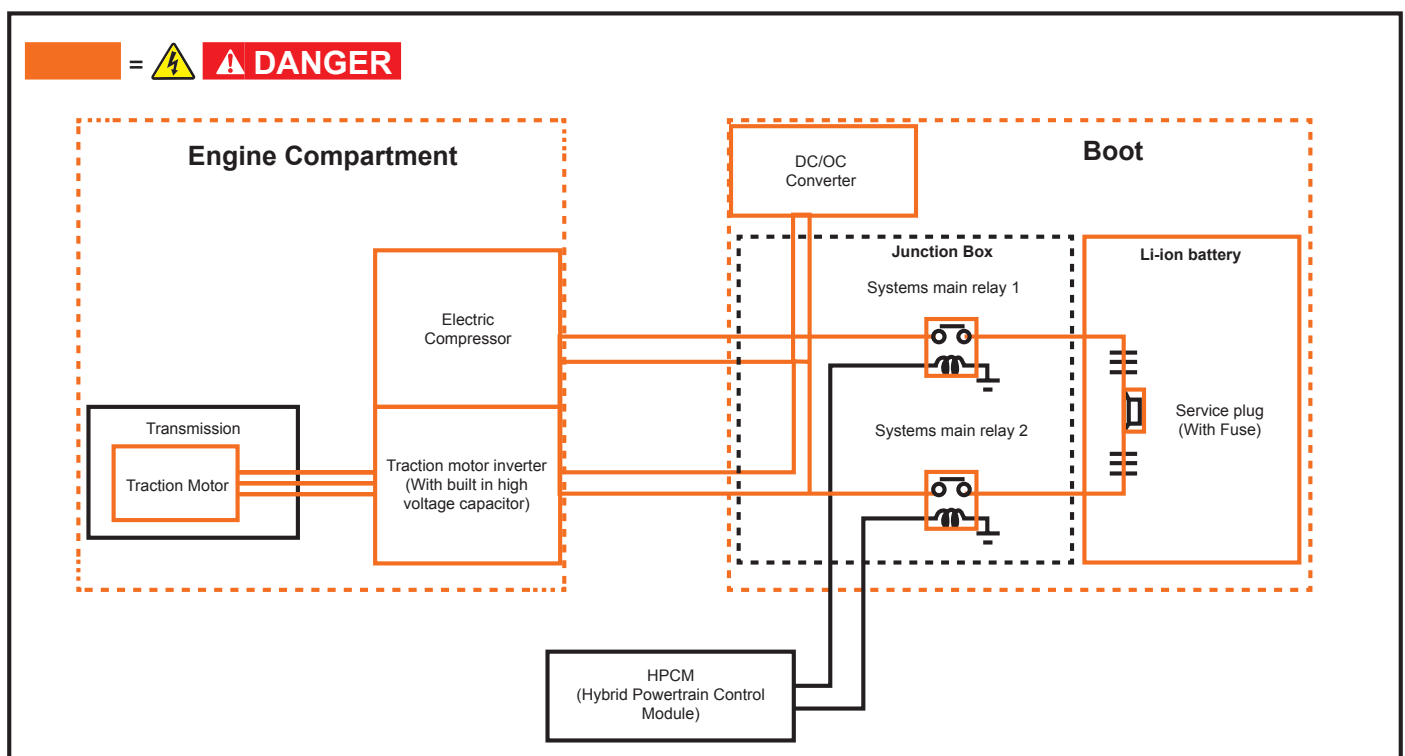 = DANGER
Engine Compartment
Boot
DC/OC
Converter
Junction Box
Li-ion battery
Systems main relay 1
Electric
Compressor
Transmission
Systems main relay 2
Service plug
(With Fuse)
Traction Motor
Traction motor inverter
(With built in high
voltage capacitor)
HPCM
(Hybrid Powertrain Control
Module)